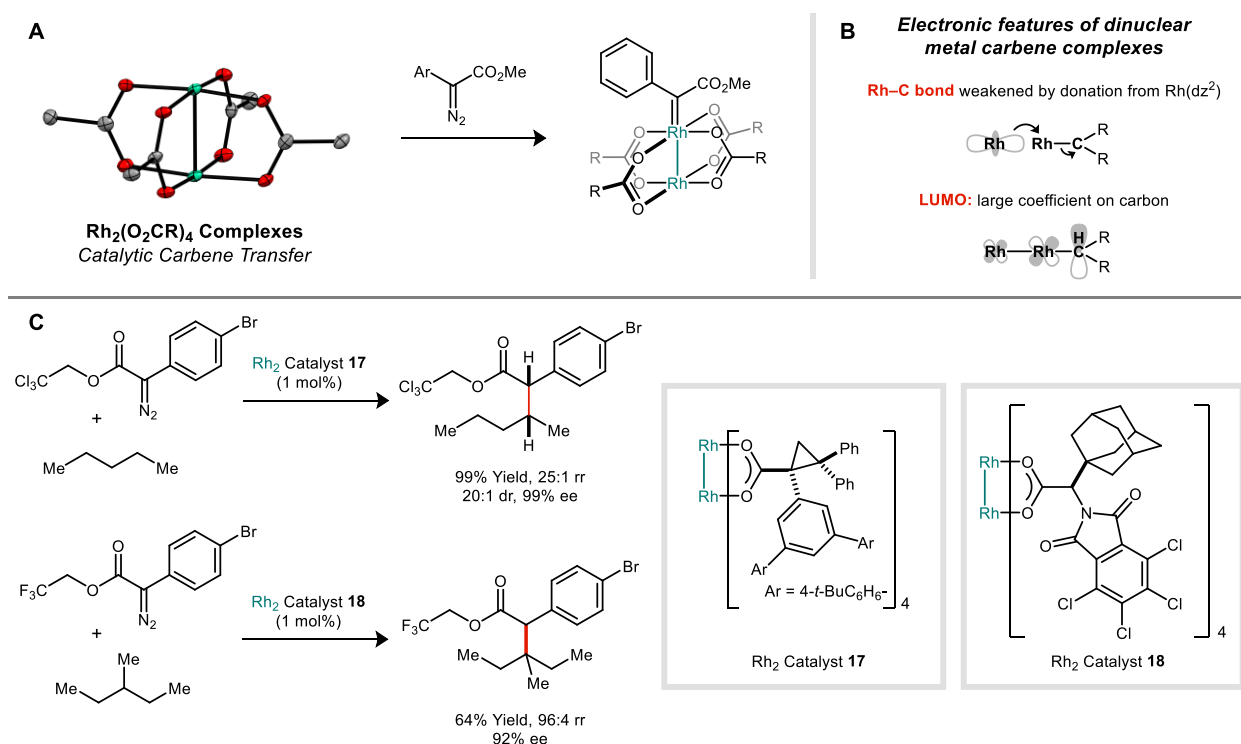 A
Ar
CO2Me
N2
CO2Me
Rh
Rh
O
O
O
O
O
O
O
O
R
R
R
R
Rh2(O2CR)4 Complexes
Catalytic Carbene Transfer
B
Electronic features of dinuclear
metal carbene complexes
Rh–C bond weakened by donation from Rh(dz2)
Rh
Rh
C
R
R
LUMO: large coefficient on carbon
Rh
Rh
H
C
R
R
C
Br
O
Cl3C
O
N2
+
Me
Me
Rh2 Catalyst 17
(1 mol%)
Br
O
H
Cl3C
O
Me
Me
H
99% Yield, 25:1 rr
20:1 dr, 99% ee
Br
O
F3C
O
N2
+
Me
Me
Me
Rh2 Catalyst 18
(1 mol%)
Br
O
F3C
O
Me
Me
Me
64% Yield, 96:4 rr
92% ee
Rh
O
Rh
O
Ph
Ph
Ar
Ar
Ar = 4-t-BuC6H6-
4
Rh2 Catalyst 17
Rh
O
Rh
O
N
O
O
Cl
Cl
Cl
Cl
4
Rh2 Catalyst 18